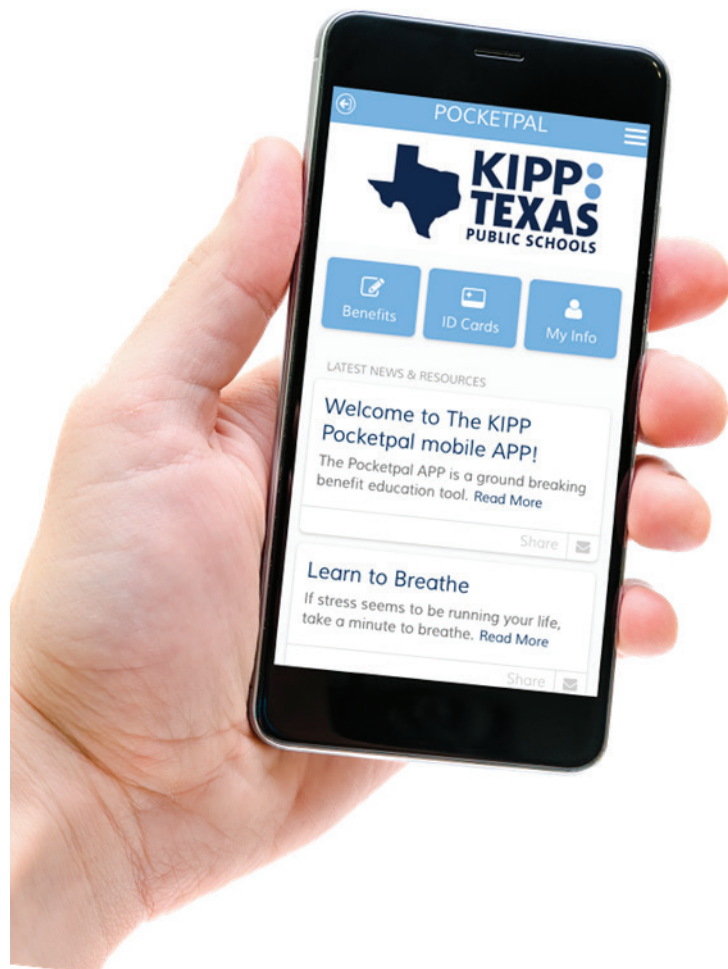 POCKETPAL
KIPP:
TEXAS
PUBLIC SCHOOLS
Benefits
ID Cards
My Info
LATEST NEWS & RESOURCES
Welcome to The KIPP
Pocketpal mobile APP!
The Pocketpal APP is a ground breaking
benefit education tool. Read More
Share
Learn to Breathe
If stress seems to be running your life,
take a minute to breathe. Read More
Share